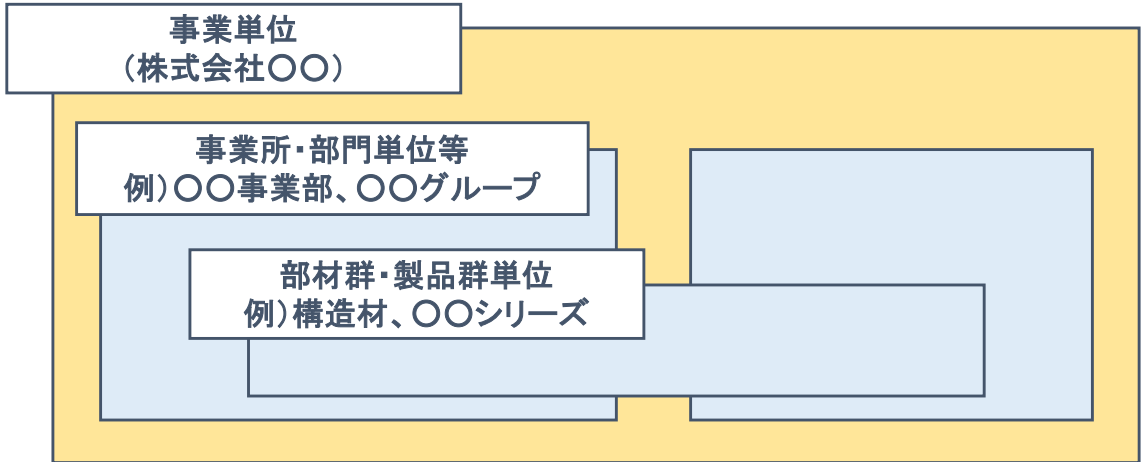 事業単位
(株式会社〇〇)
事業所・部門単位等
例)〇〇事業部、〇〇グループ
部材群・製品群単位
例)構造材、〇〇シリーズ